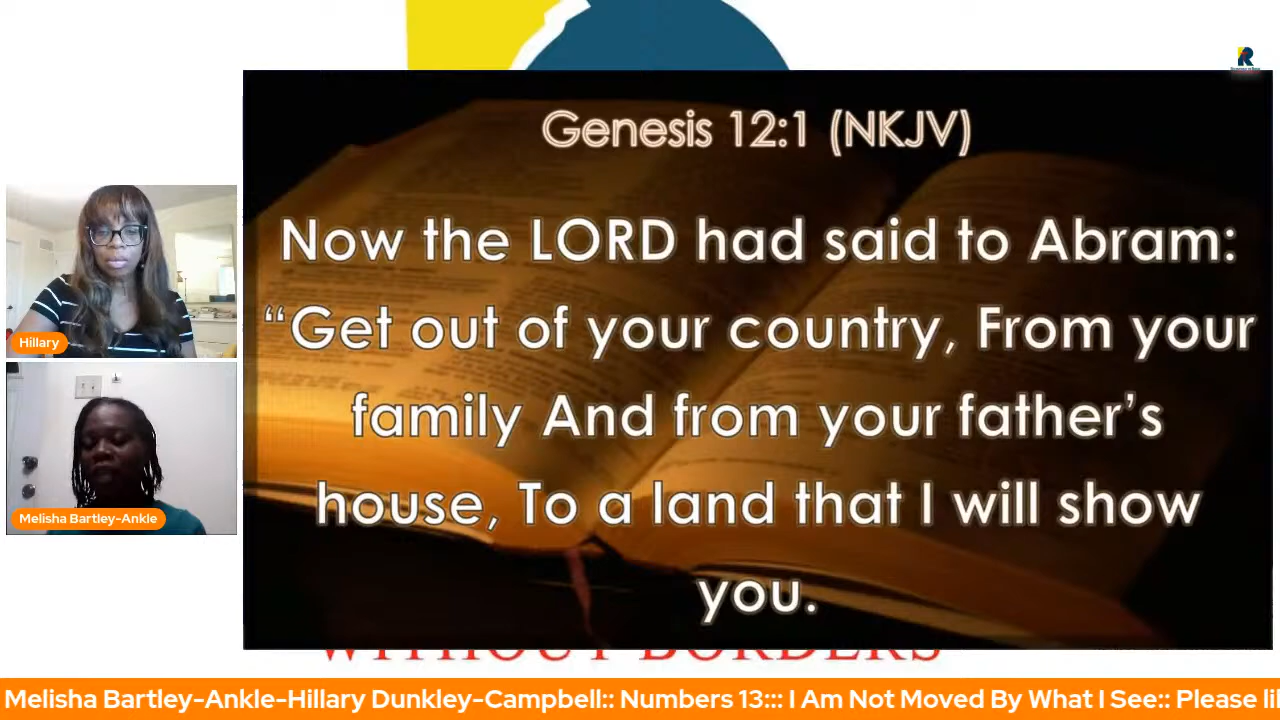 Genesis 12:1 (NKJV)
Now the LORD had said to Abram:
“Get out of your country, From your
family And from your father’s
house, To a land that I will show
you.
Hillary
Melisha Bartley-Ankle
WITHOUT BORDERS
Melisha Bartley-Ankle-Hillary Dunkley-Campbell:: Numbers 13::: I Am Not Moved By What I See:: Please li